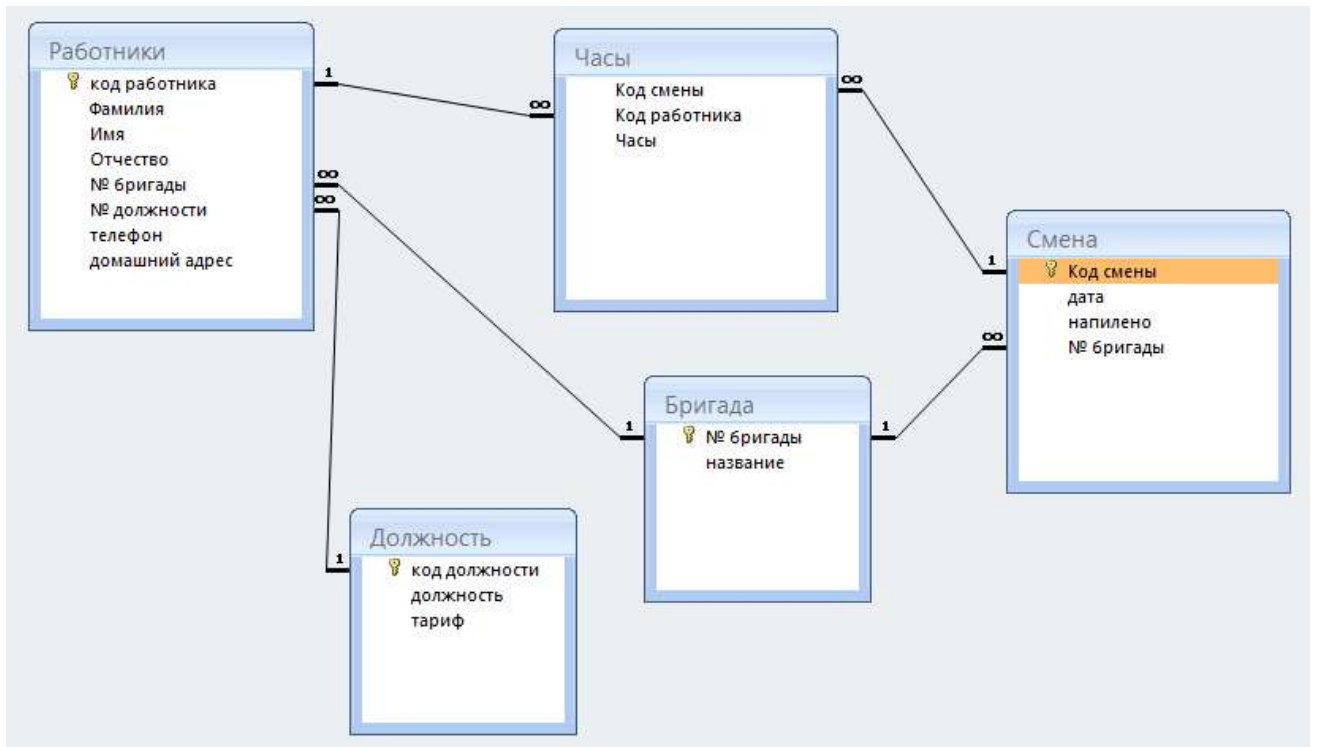 Работники
код работника
Фамилия
Имя
Отчество
№ бригады
№ должности
телефон
домашний адрес
1
∞
∞
∞
Часы
Код смены
Код работника
Часы
∞
1
Смена
Код смены
дата
напилено
№ бригады
∞
Бригада
№ бригады
название
1
1
Должность
код должности
должность
тариф
1